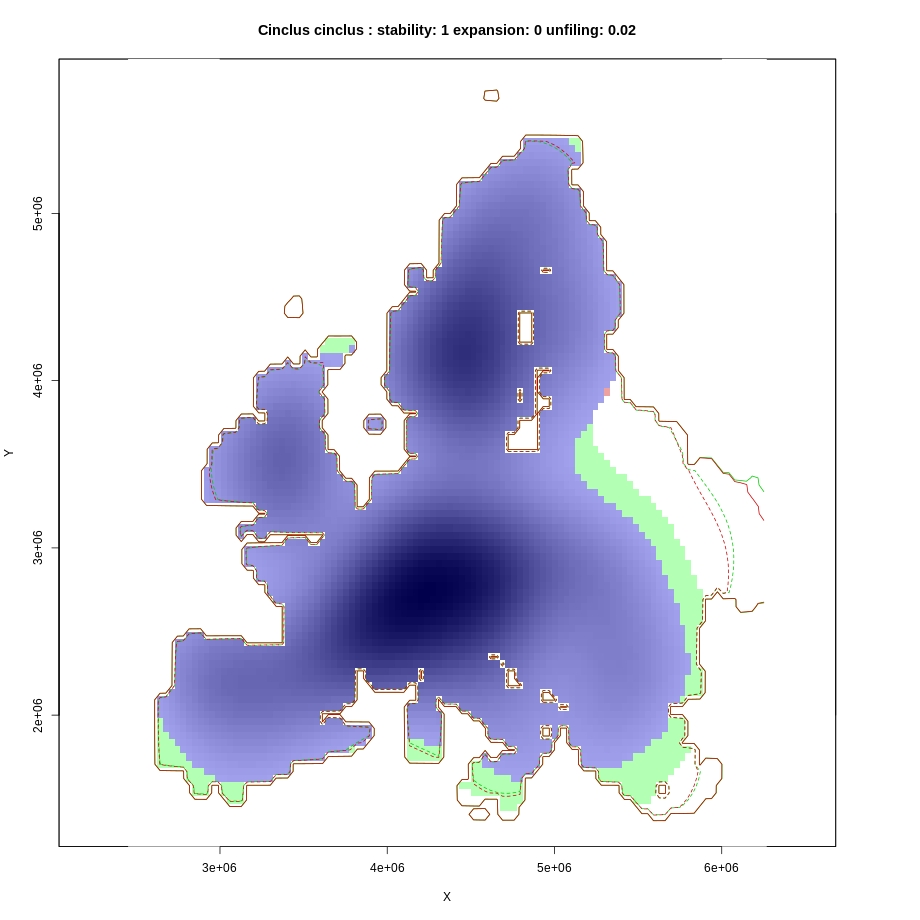 Cinclus cinclus : stability: 1 expansion: 0 unfiling: 0.02
5e+06
4e+06
Y
3e+06
2e+06
3e+06 4e+06 5e+06 6e+06
X